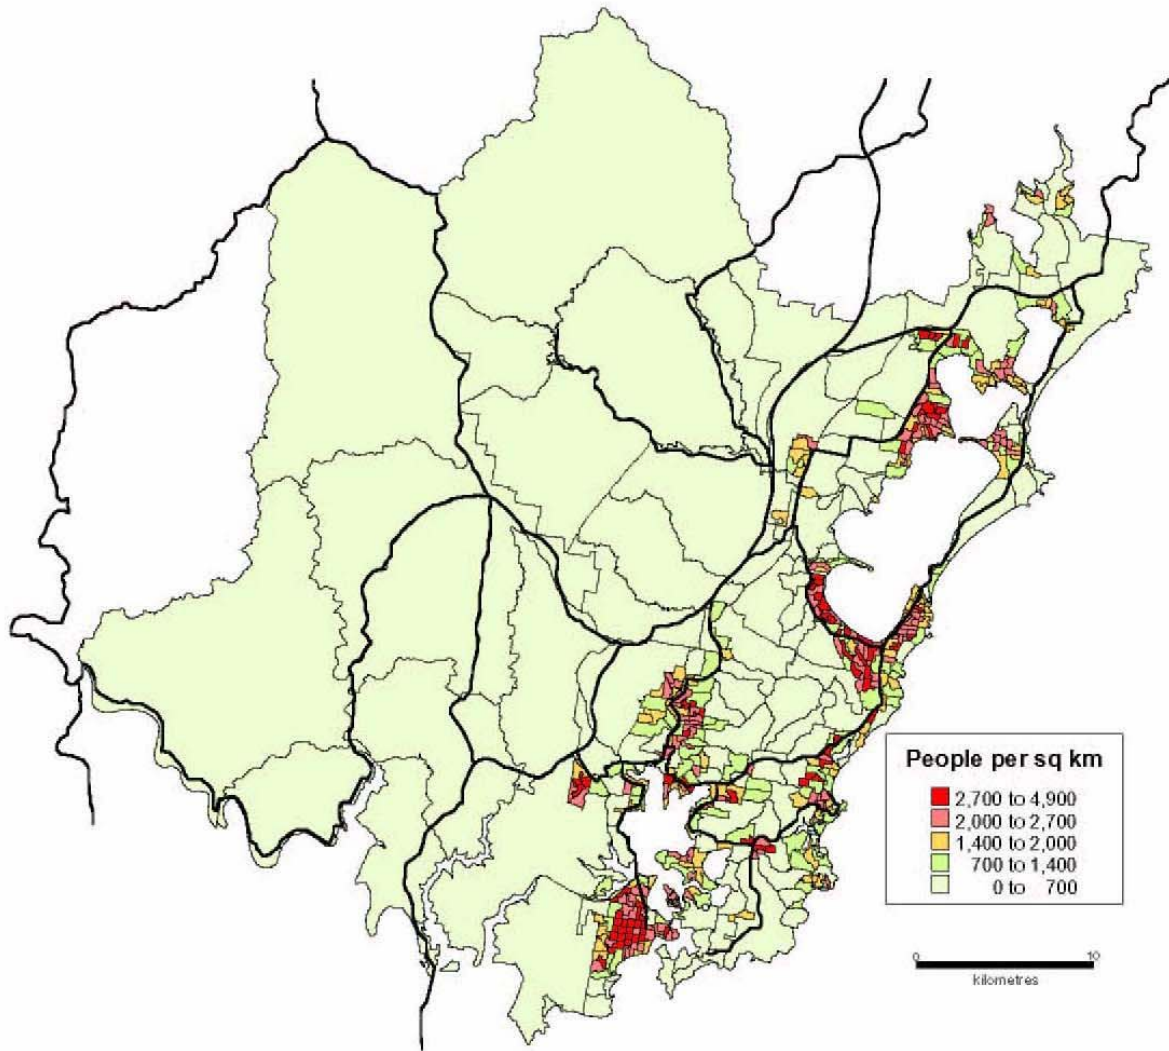 People per sq km
2,700 to 4,900
2,000 to 2,700
1,400 to 2,000
700 to 1,400
0 to 700
0 10
kilometres